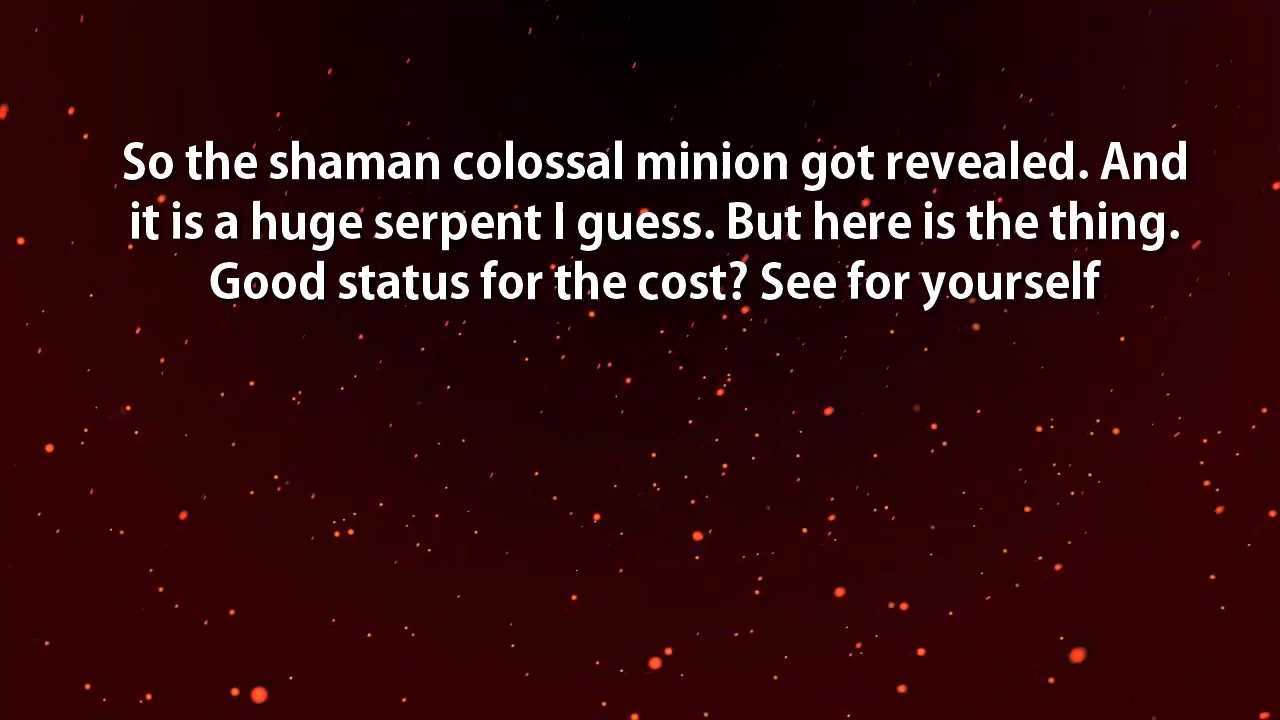 So the shaman colossal minion got revealed. And
it is a huge serpent I guess. But here is the thing.
Good status for the cost? See for yourself